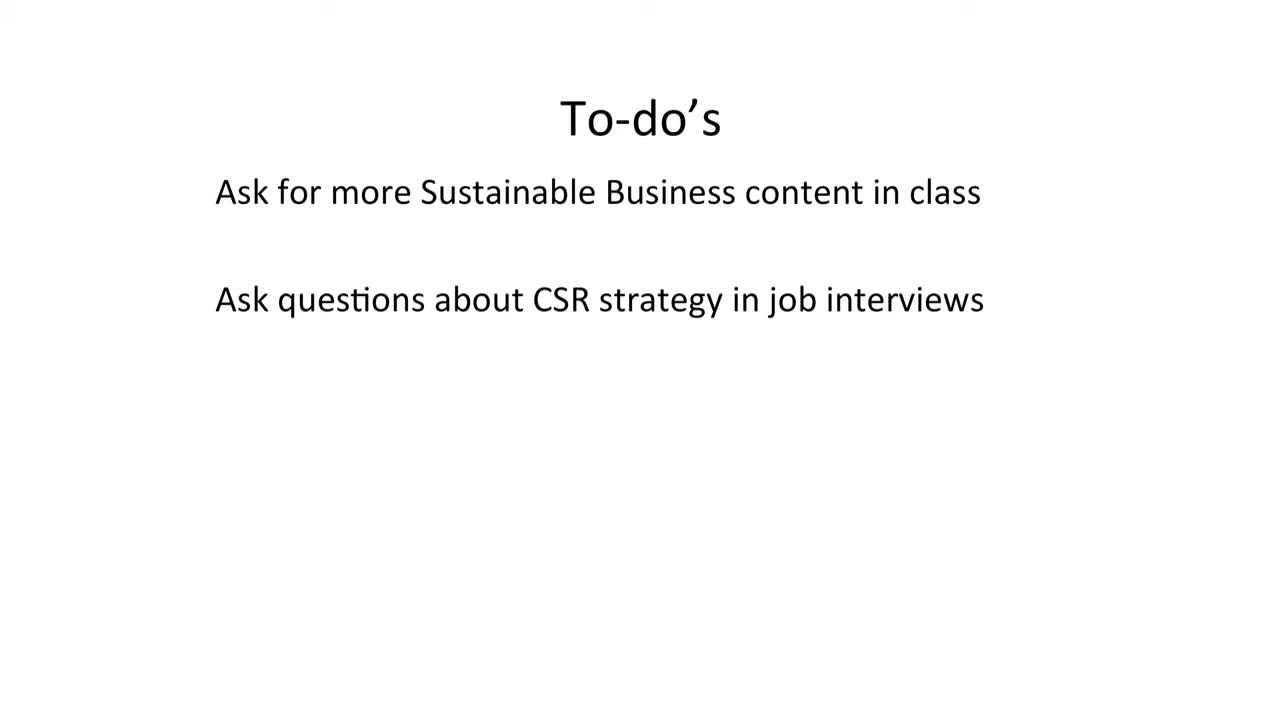 To-do’s
Ask for more Sustainable Business content in class
Ask questions about CSR strategy in job interviews